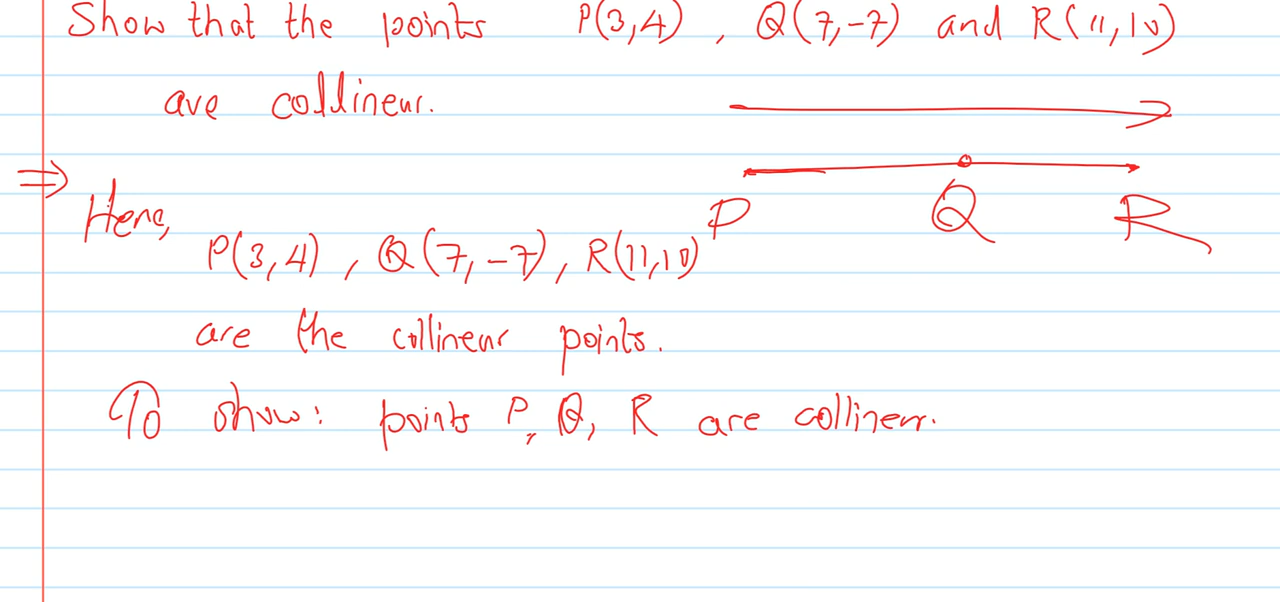 Show that the points P(3,4), Q(7,-7) and R(11,10)
are collinear.
⇒
P Q R
Here,
P(3,4), Q(7,-7), R(11,10)
are the collinear points.
To show: points P, Q, R are collinear.